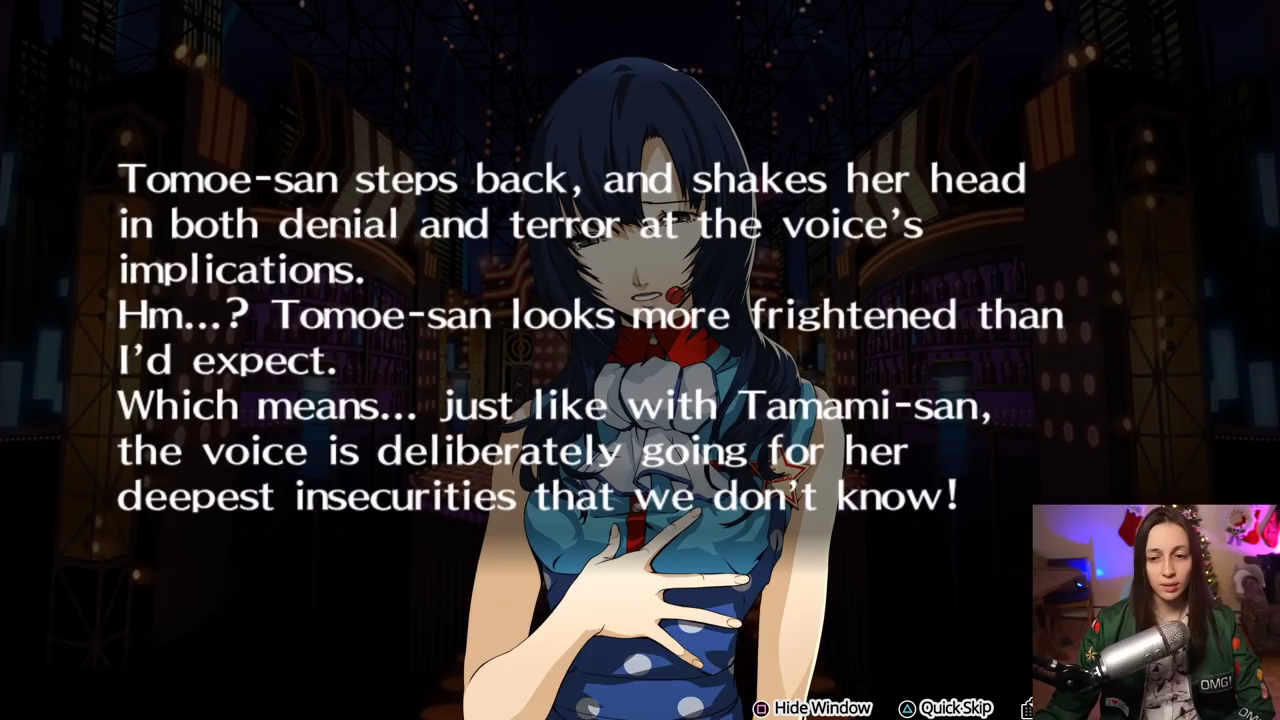 Tomoe-san steps back, and shakes her head
in both denial and terror at the voice's
implications.
Hm...? Tomoe-san looks more frightened than
I'd expect.
Which means... just like with Tamami-san,
the voice is deliberately going for her
deepest insecurities that we don't know!
Hide Window
Quick Skip
OMG!